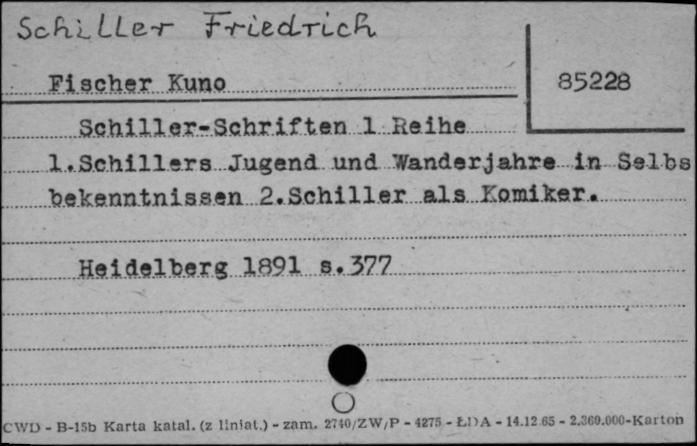 Schiller Friedrich
Fischer Kuno
85228
Schiller-Schriften 1 Reihe
1.Schillers Jugend und Wanderjahre in Selbs
bekenntnissen 2.Schiller als Komiker.
Heidelberg 1891 s.377
CWD - B-15b Karta katal. (z liniat.) - zam. 2740/ZW/P - 4275 - ŁDA - 14.12.65 - 2.360.000-Karton